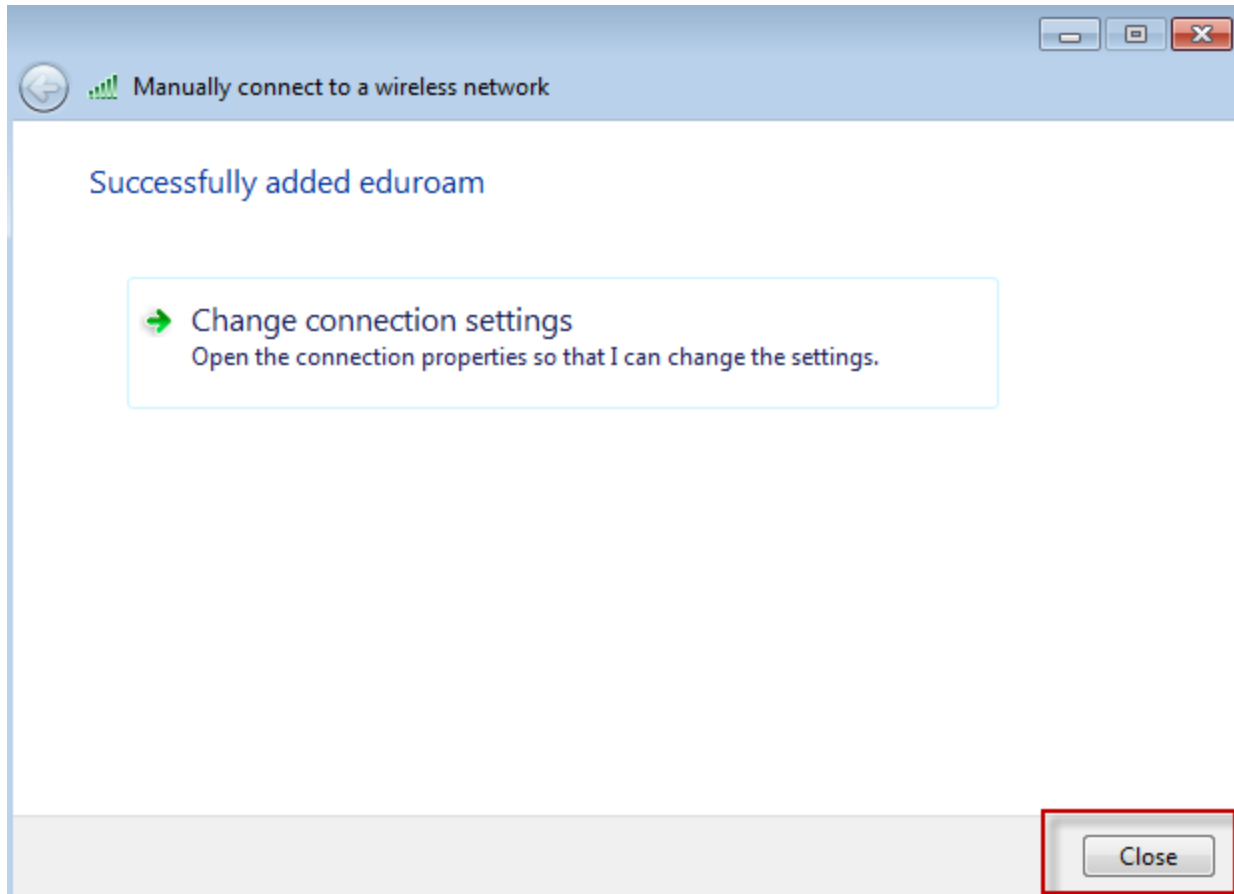 Manually connect to a wireless network
Successfully added eduroam
Change connection settings
Open the connection properties so that I can change the settings.
Close